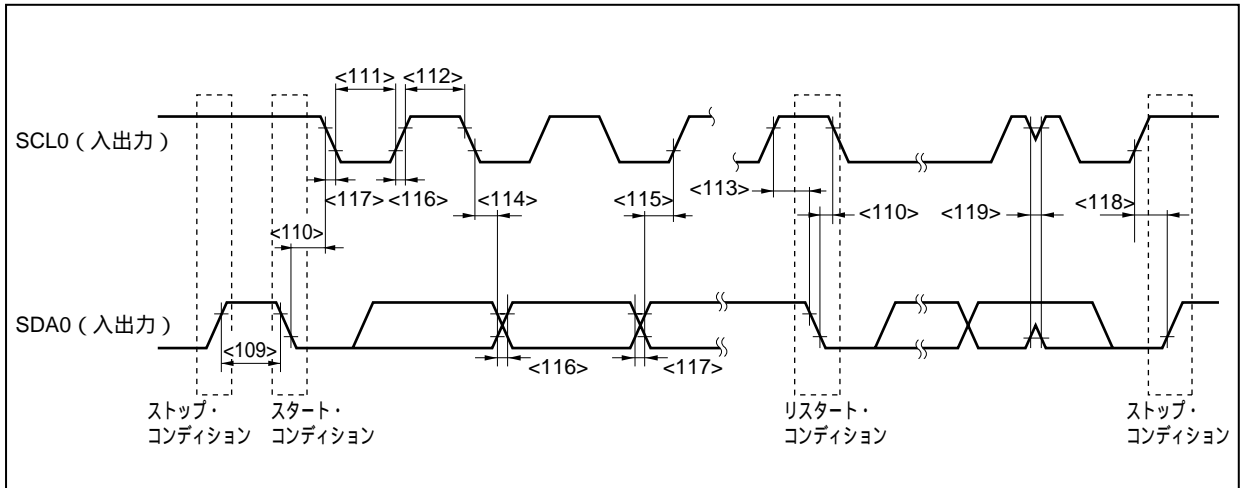 <111> <112>
SCL0（入出力）
<117> <116> <114> <115> <113> <110> <119> <118>
<110>
SDA0（入出力）
<109> <116> <117>
ストップ・ スタート・ リスタート・ ストップ・
コンディション コンディション コンディション コンディション